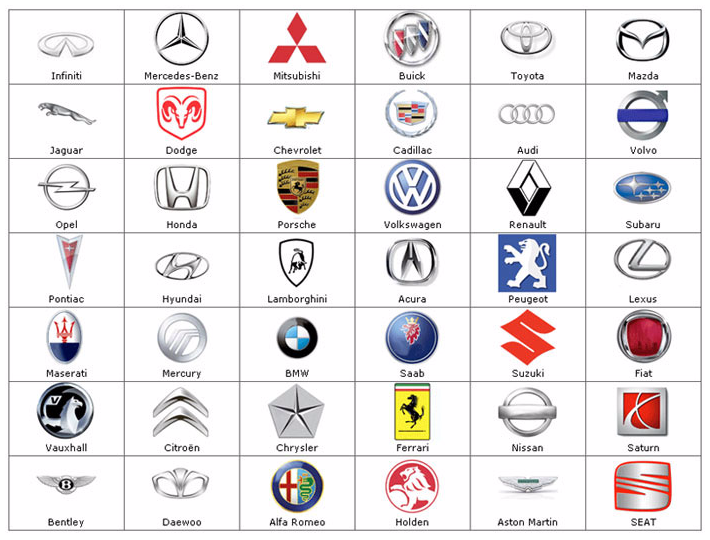 Infiniti
Mercedes-Benz
Mitsubishi
Buick
Toyota
Mazda
Jaguar
Dodge
Chevrolet
Cadillac
Audi
Volvo
Opel
Honda
Porsche
Volkswagen
Renault
Subaru
Pontiac
Hyundai
Lamborghini
Acura
Peugeot
Lexus
Maserati
Mercury
BMW
Saab
Suzuki
Fiat
Vauxhall
Citroën
Chrysler
Ferrari
Nissan
Saturn
Bentley
Daewoo
Alfa Romeo
Holden
Aston Martin
SEAT